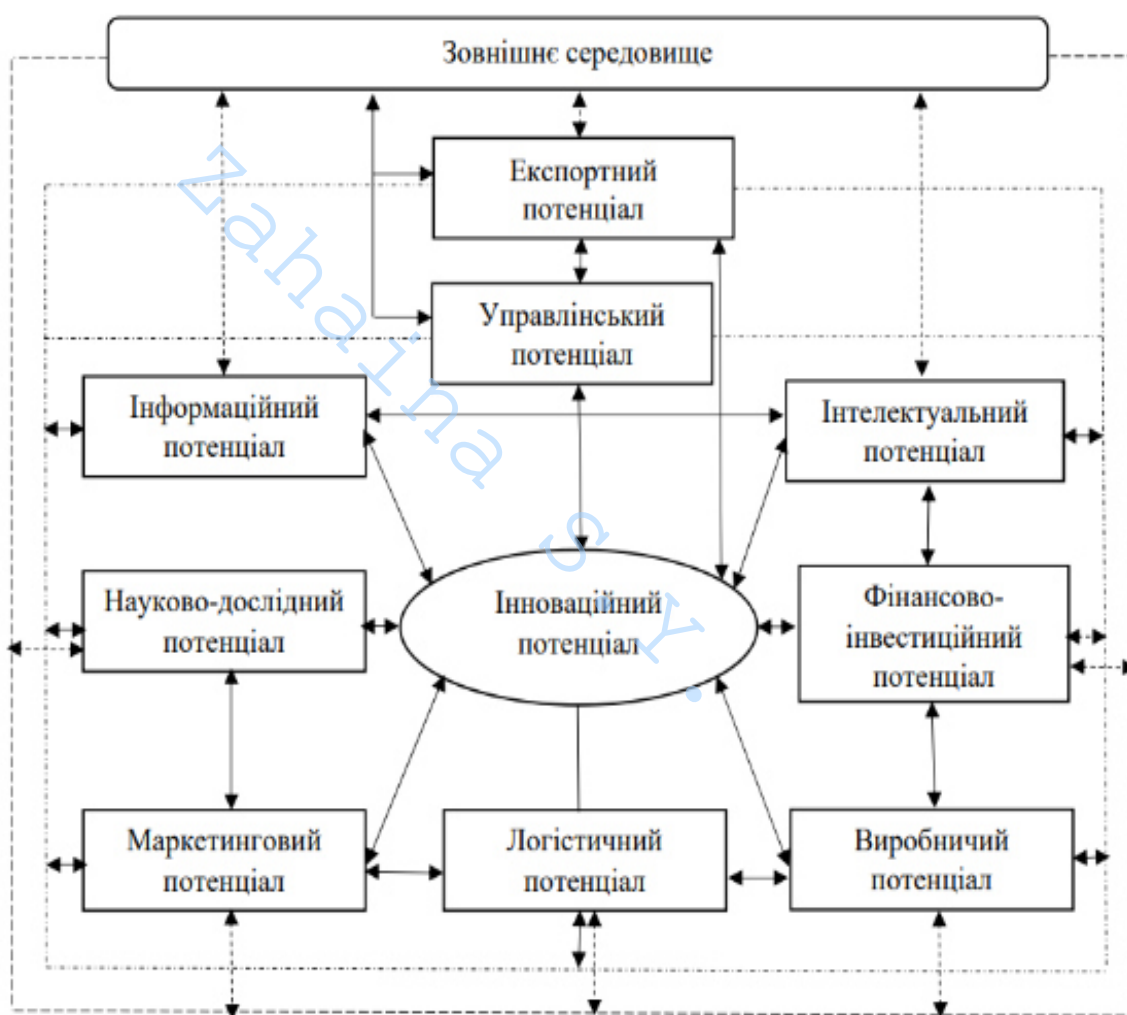 Зовнішнє середовище
Експортний
потенціал
Управлінський
потенціал
Інформаційний
потенціал
Інтелектуальний
потенціал
Науково-дослідний
потенціал
Інноваційний
потенціал
Фінансово-
інвестиційний
потенціал
Маркетинговий
потенціал
Логістичний
потенціал
Виробничий
потенціал
zahaina s.Y.